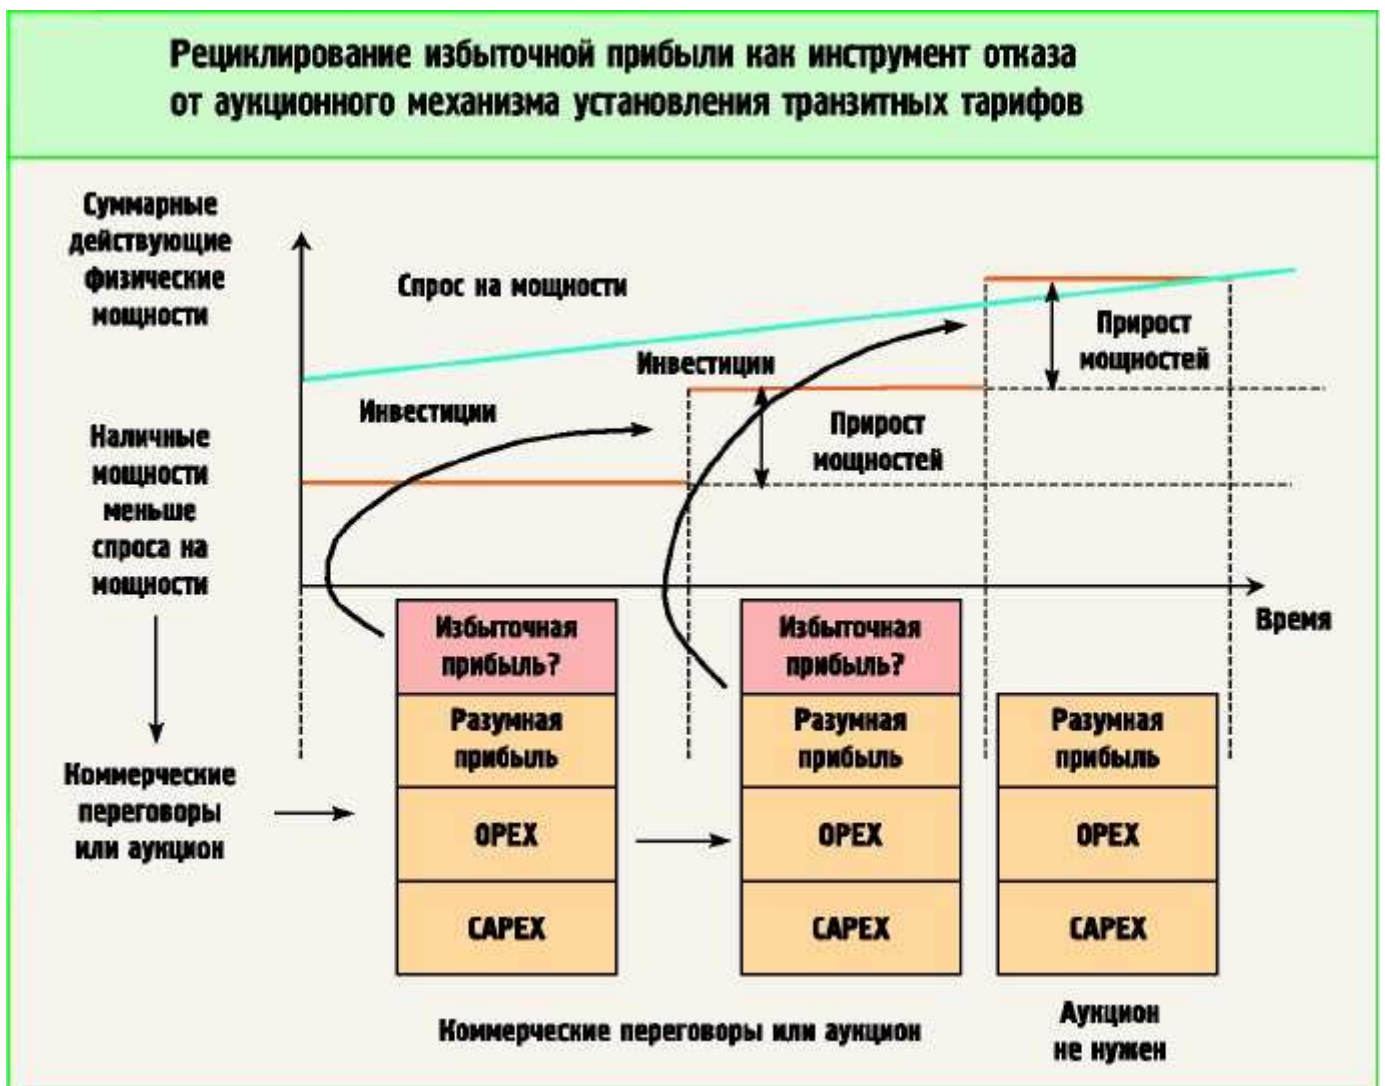 Рециклирование избыточной прибыли как инструмент отказа
от аукционного механизма установления транзитных тарифов
Суммарные
действующие
физические
мощности
Спрос на мощности
Прирост
мощностей
Инвестиции
Инвестиции
Прирост
мощностей
Наличные
мощности
меньше
спроса на
мощности
Время
Избыточная
прибыль?
Избыточная
прибыль?
Разумная
прибыль
Разумная
прибыль
Разумная
прибыль
Коммерческие
переговоры
или аукцион
OPEX
OPEX
OPEX
CAPEX
CAPEX
CAPEX
Коммерческие переговоры или аукцион
Аукцион
не нужен